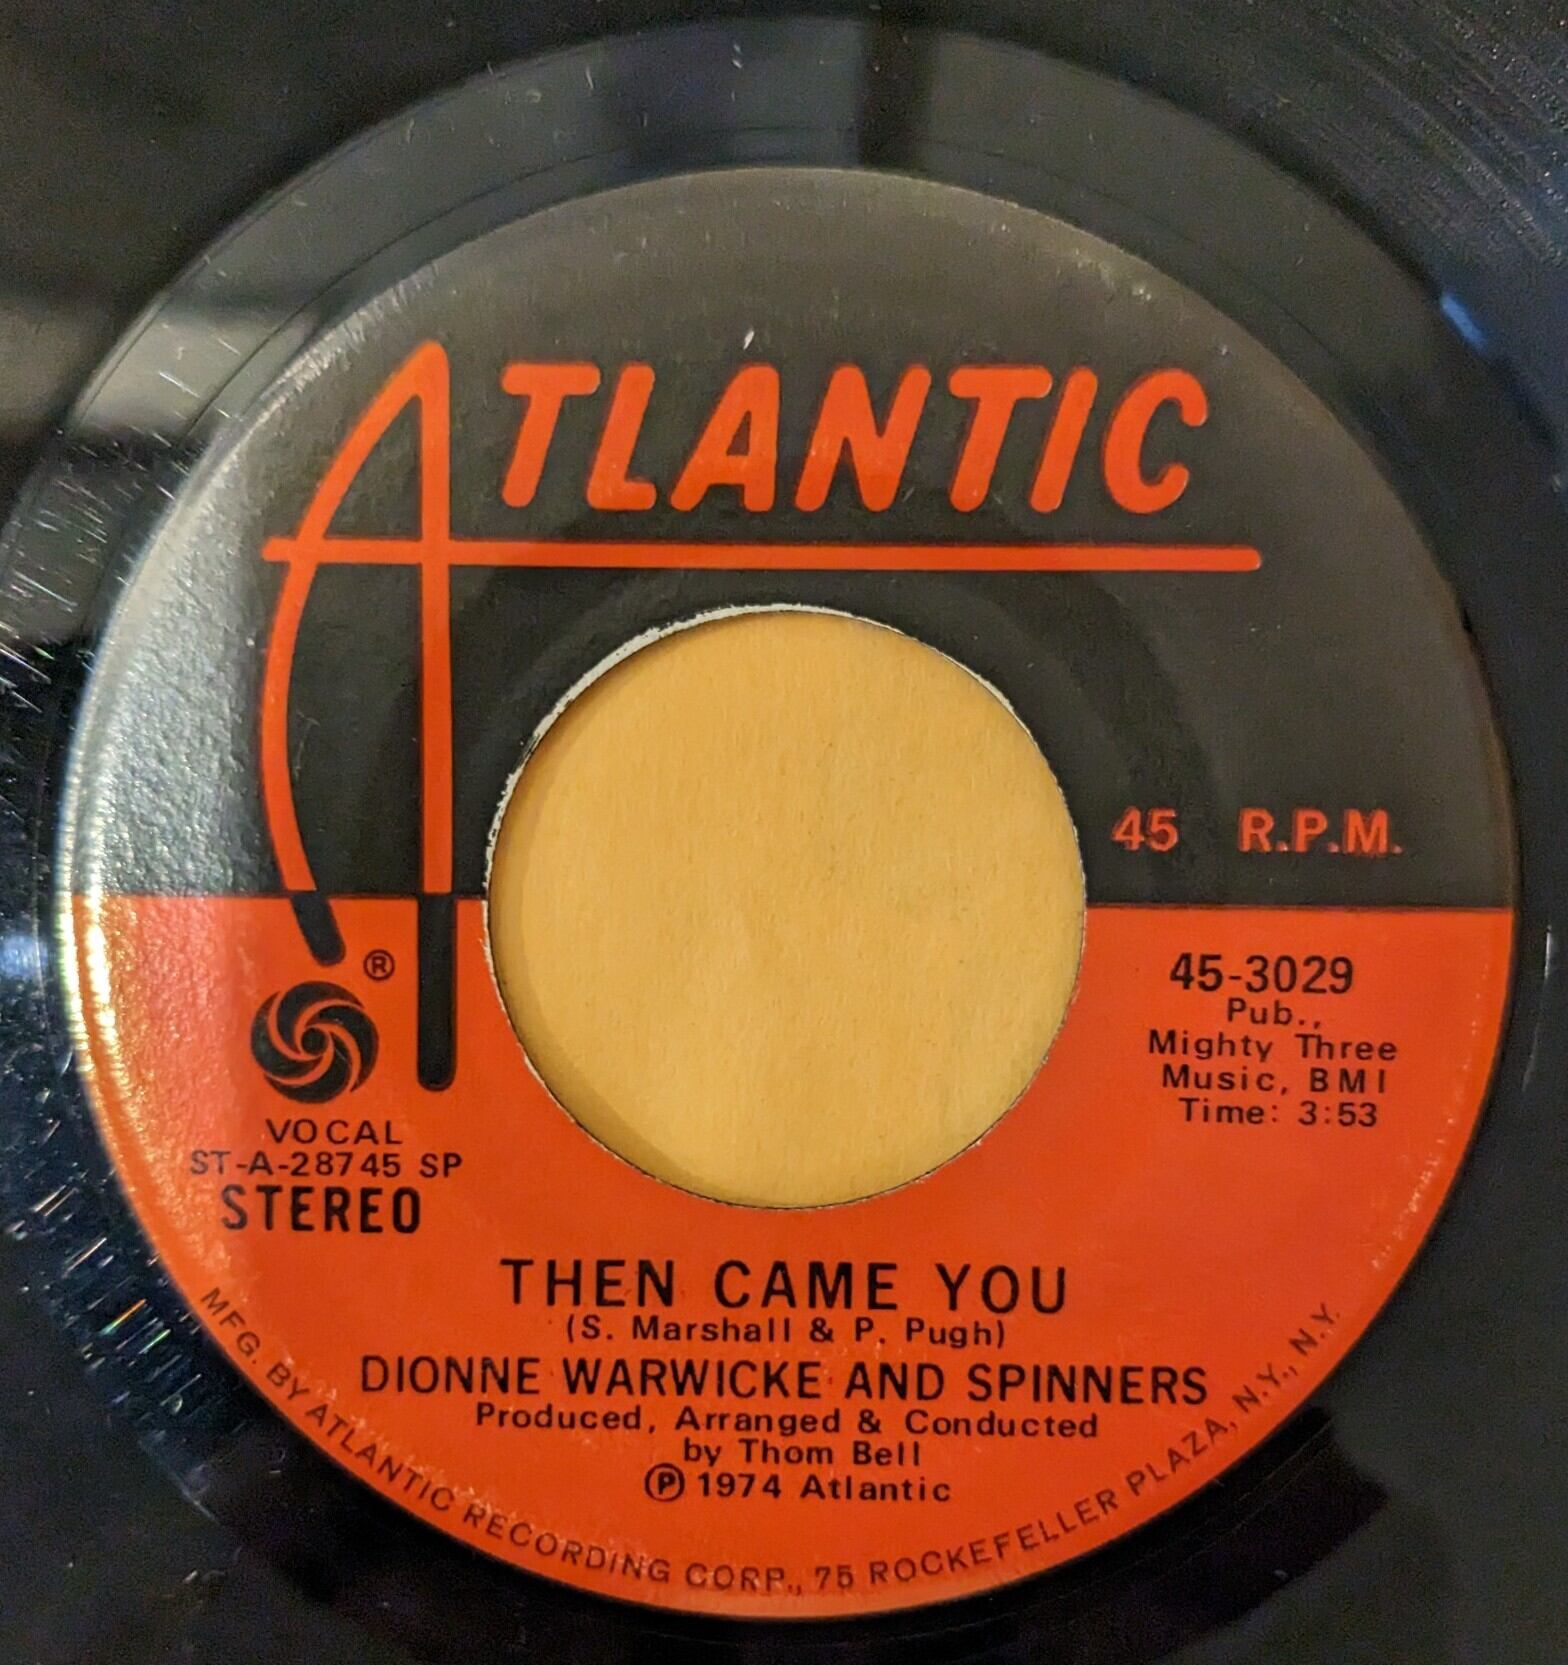 ATLANTIC
45 R.P.M.
®
45-3029
Pub.,
Mighty Three
Music, BMI
Time: 3:53
VOCAL
ST-A-28745 SP
STEREO
THEN CAME YOU
(S. Marshall & P. Pugh)
DIONNE WARWICKE AND SPINNERS
Produced, Arranged & Conducted
by Thom Bell
℗ 1974 Atlantic
MFG. BY ATLANTIC RECORDING CORP., 75 ROCKEFELLER PLAZA, N.Y., N.Y.